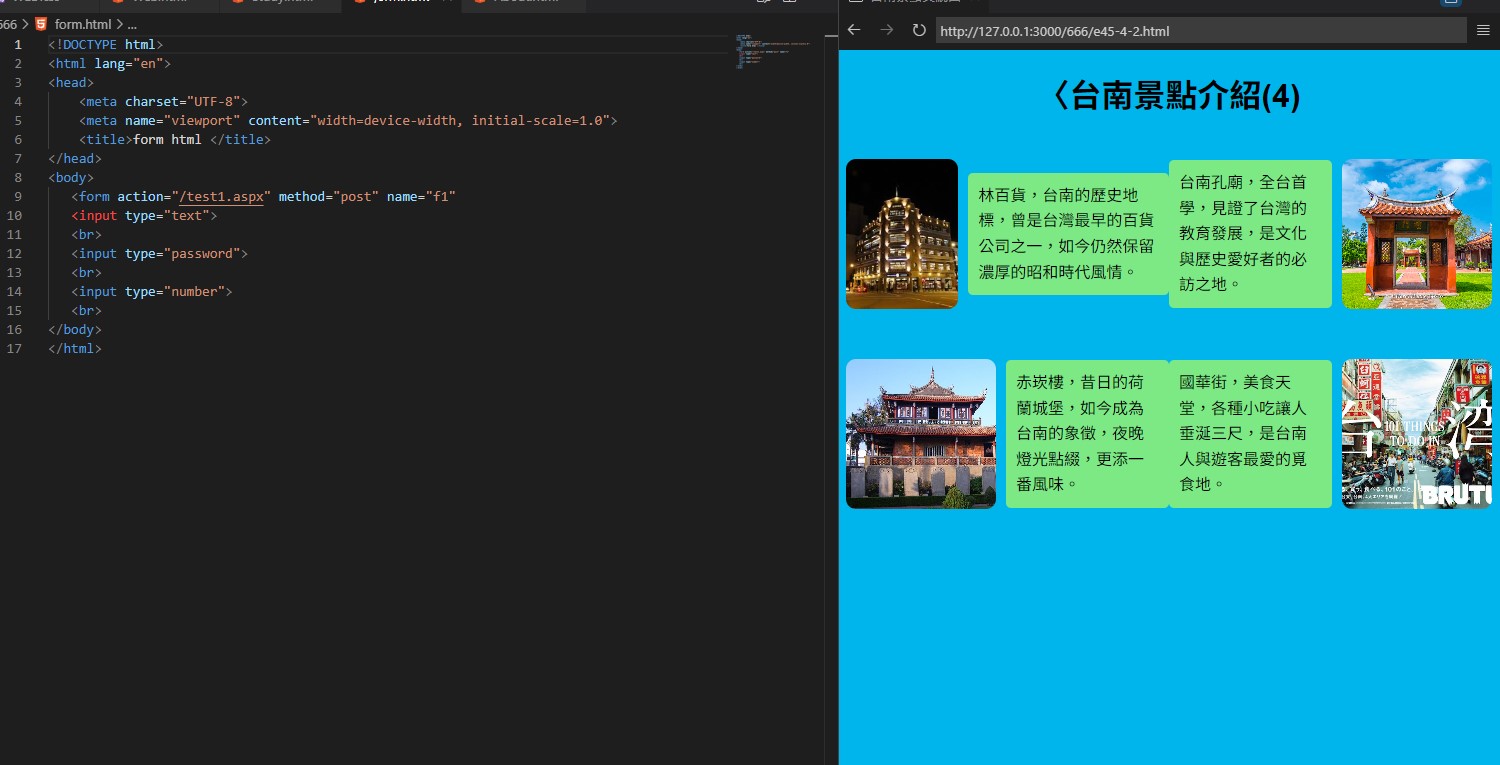 form.html
666 > form.html > ...
1 <!DOCTYPE html>
2 <html lang="en">
3 <head>
4 <meta charset="UTF-8">
5 <meta name="viewport" content="width=device-width, initial-scale=1.0">
6 <title>form html </title>
7 </head>
8 <body>
9 <form action="/test1.aspx" method="post" name="f1"
10 <input type="text">
11 <br>
12 <input type="password">
13 <br>
14 <input type="number">
15 <br>
16 </body>
17 </html>
http://127.0.0.1:3000/666/e45-4-2.html
〈台南景點介紹(4)
林百貨，台南的歷史地
標，曾是台灣最早的百貨
公司之一，如今仍然保留
濃厚的昭和時代風情。
台南孔廟，全台首
學，見證了台灣的
教育發展，是文化
與歷史愛好者的必
訪之地。
赤崁樓，昔日的荷
蘭城堡，如今成為
台南的象徵，夜晚
燈光點綴，更添一
番風味。
國華街，美食天
堂，各種小吃讓人
垂涎三尺，是台南
人與遊客最愛的覓
食地。
101 THINGS
TO DO IN
台灣